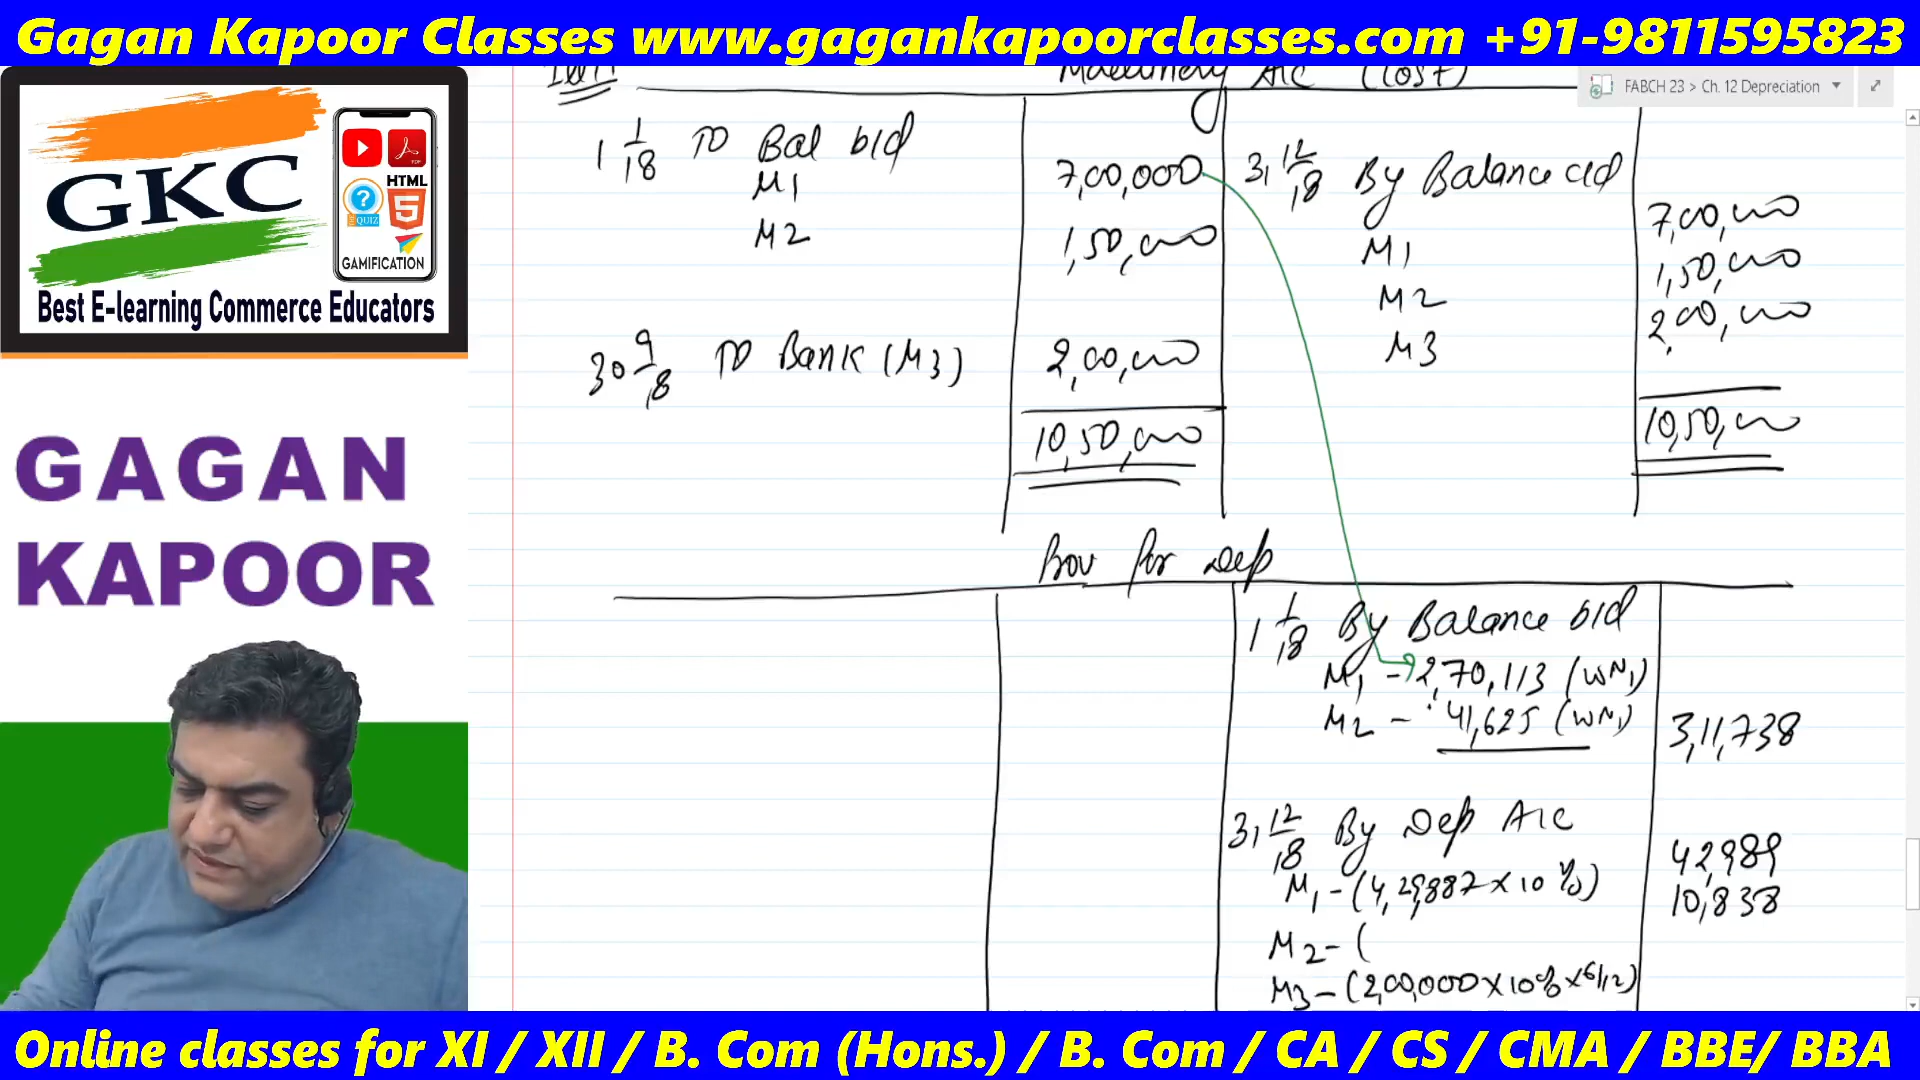 Gagan Kapoor Classes www.gagankapoorclasses.com +91-9811595823
GKC
PDF
HTML
5
?
QUIZ
GAMIFICATION
Best E-learning Commerce Educators
GAGAN
KAPOOR
FABCH 23 > Ch. 12 Depreciation
Machinery A/c (Cost)
1 1/18 To Bal b/d
M1 7,00,000
M2 1,50,000
30 9/18 To Bank (M3) 2,00,000
10,50,000
31 12/18 By Balance c/d
M1 7,00,000
M2 1,50,000
M3 2,00,000
10,50,000
Prov for Dep
1 1/18 By Balance b/d
M1 - 2,70,113 (WN1)
M2 - 41,625 (WN1) 3,11,738
31 12/18 By Dep A/c
M1 - (4,29,887 x 10%) 42,989
M2 - ( 10,838
M3 - (2,00,000 x 10% x 6/12)
Online classes for XI / XII / B. Com (Hons.) / B. Com / CA / CS / CMA / BBE/ BBA